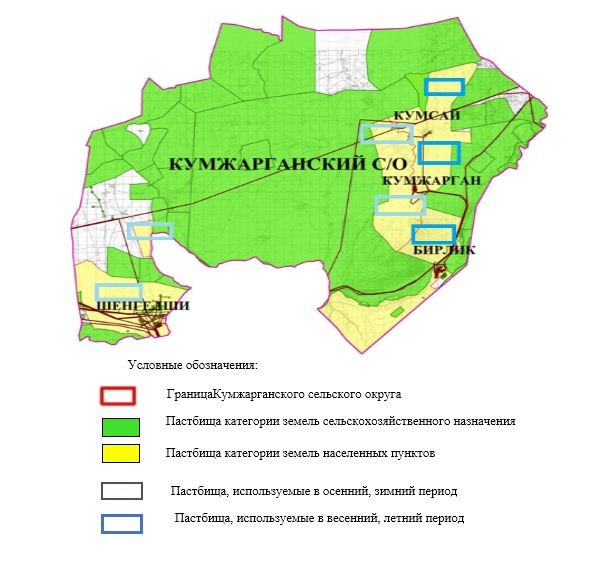 КУМСАЙ
КУМЖАРГАНСКИЙ С/О
КУМЖАРГАН
БИРЛИК
ШЕНГЕЛШИ
Условные обозначения:
ГраницаКумжарганского сельского округа
Пастбища категории земель сельскохозяйственного назначения
Пастбища категории земель населенных пунктов
Пастбища, используемые в осенний, зимний период
Пастбища, используемые в весенний, летний период